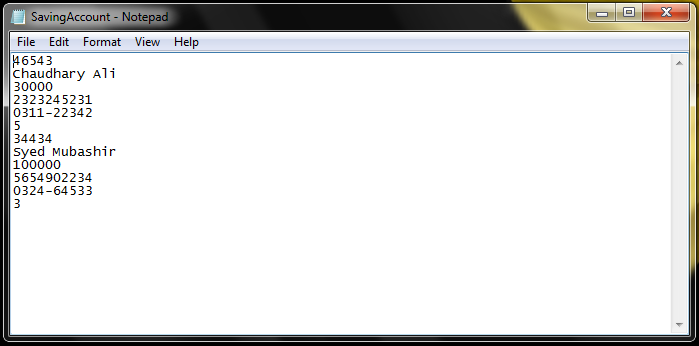 SavingAccount - Notepad
File Edit Format View Help
46543
Chaudhary Ali
30000
2323245231
0311-22342
5
34434
Syed Mubashir
100000
5654902234
0324-64533
3